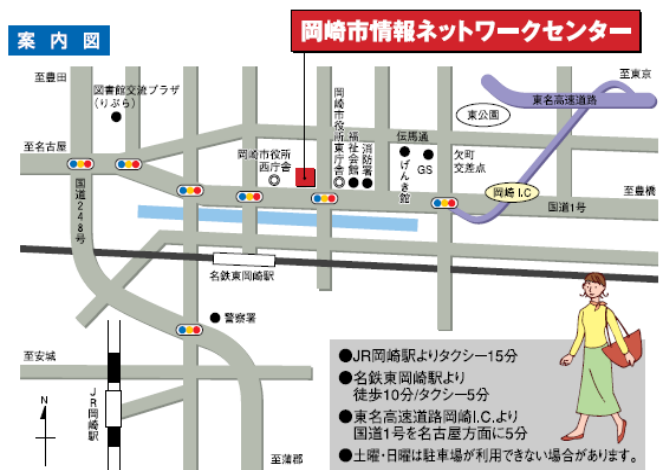 案内図
岡崎市情報ネットワークセンター
至豊田
図書館交流プラザ
(りぶら)
至名古屋
国道248号
岡崎市役所
西庁舎
岡崎市役所東庁舎
福祉会館
消防署
伝馬通
げんき館
GS
欠町
交差点
東公園
東名高速道路
至東京
岡崎I.C
至豊橋
国道1号
名鉄東岡崎駅
●警察署
至安城
JR岡崎駅
N
至蒲郡
●JR岡崎駅よりタクシー15分
●名鉄東岡崎駅より
徒歩10分/タクシー5分
●東名高速道路岡崎I.C.より
国道1号を名古屋方面に5分
●土曜・日曜は駐車場が利用できない場合があります。